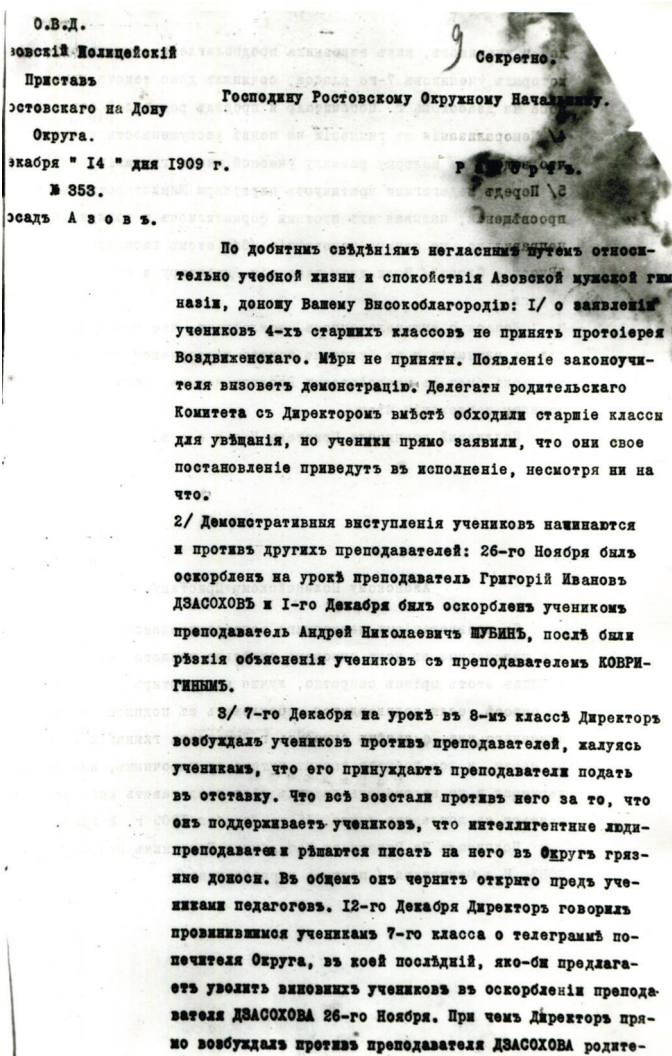 О.В.Д.
9
зовскій Полицейскій
Секретно.
Приставъ
остовскаго на Дону
Господину Ростовскому Окружному Начальнику.
Округа.
екабря " 14 " дня 1909 г.
Рапортъ.
№ 353.
осадъ Азовъ.
По добытымъ свѣдѣніямъ негласнымъ путемъ относи-
тельно учебной жизни и спокойствія Азовской мужской гим
назіи, доношу Вашему Высокоблагородію: I/ о заявленіи
учениковъ 4-хъ старшихъ классовъ не принять протоіерея
Воздвиженскаго. Мѣры не приняты. Появленіе законоучи-
теля вызоветъ демонстрацію. Делегаты родительскаго
Комитета съ Директоромъ вмѣстѣ обходили старшіе классы
для увѣщанія, но ученики прямо заявили, что они свое
постановленіе приведутъ въ исполненіе, несмотря ни на
что.
2/ Демонстративныя выступленія учениковъ начинаются
и противъ другихъ преподавателей: 26-го Ноября былъ
оскорбленъ на урокѣ преподаватель Григорій Ивановъ
ДЗАСОХОВЪ и I-го Декабря былъ оскорбленъ ученикомъ
преподаватель Андрей Николаевичъ ШУБИНЪ, послѣ были
рѣзкія объясненія учениковъ съ преподавателемъ КОВРИ-
ГИНЫМЪ.
3/ 7-го Декабря на урокѣ въ 8-мъ классѣ Директоръ
возбуждалъ учениковъ противъ преподавателей, жалуясь
ученикамъ, что его принуждаютъ преподаватели подать
въ отставку. Что всѣ возстали противъ него за то, что
онъ поддерживаетъ учениковъ, что интеллигентные люди-
преподаватели рѣшаются писать на него въ Округъ гряз-
ные доносы. Въ общемъ онъ чернитъ открыто предъ уче-
никами педагоговъ. I2-го Декабря Директоръ говорилъ
провинившимся ученикамъ 7-го класса о телеграммѣ по-
печителя Округа, въ коей послѣдній, яко-бы предлага-
етъ уволить виновныхъ учениковъ въ оскорбленіи препода-
вателя ДЗАСОХОВА 26-го Ноября. При чемъ Директоръ пря-
мо возбуждалъ противъ преподавателя ДЗАСОХОВА родите-